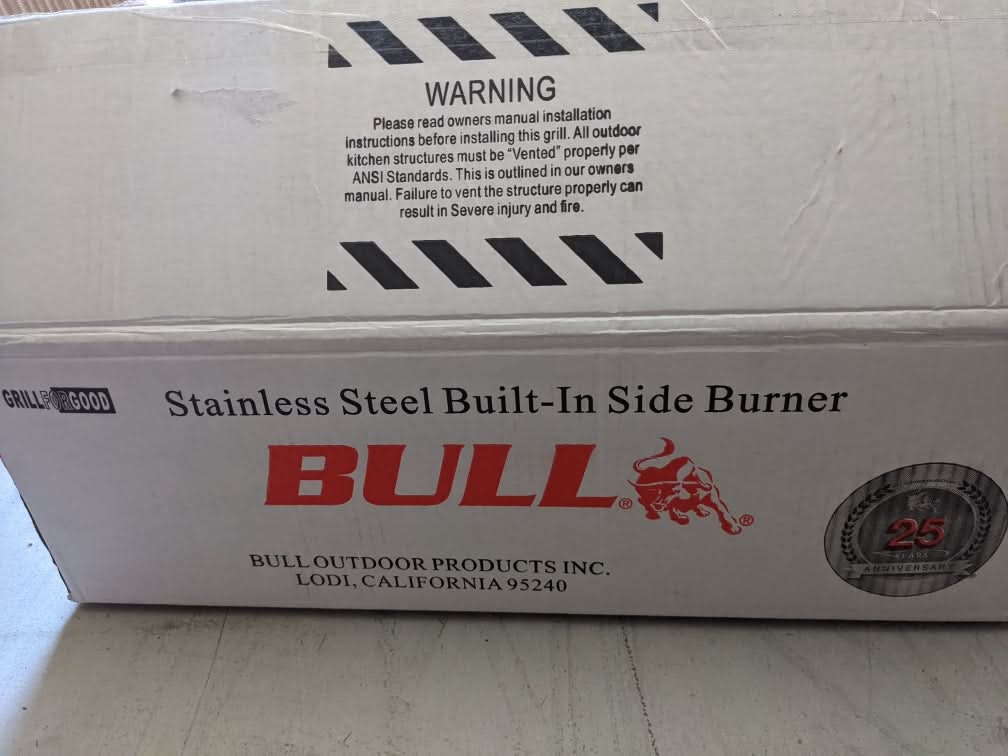 WARNING
Please read owners manual installation
instructions before installing this grill. All outdoor
kitchen structures must be "Vented" properly per
ANSI Standards. This is outlined in our owners
manual. Failure to vent the structure properly can
result in Severe injury and fire.
GRILLFORGOOD
Stainless Steel Built-In Side Burner
BULL® ®
BULL OUTDOOR PRODUCTS INC.
LODI, CALIFORNIA 95240
25
YEARS
ANNIVERSARY